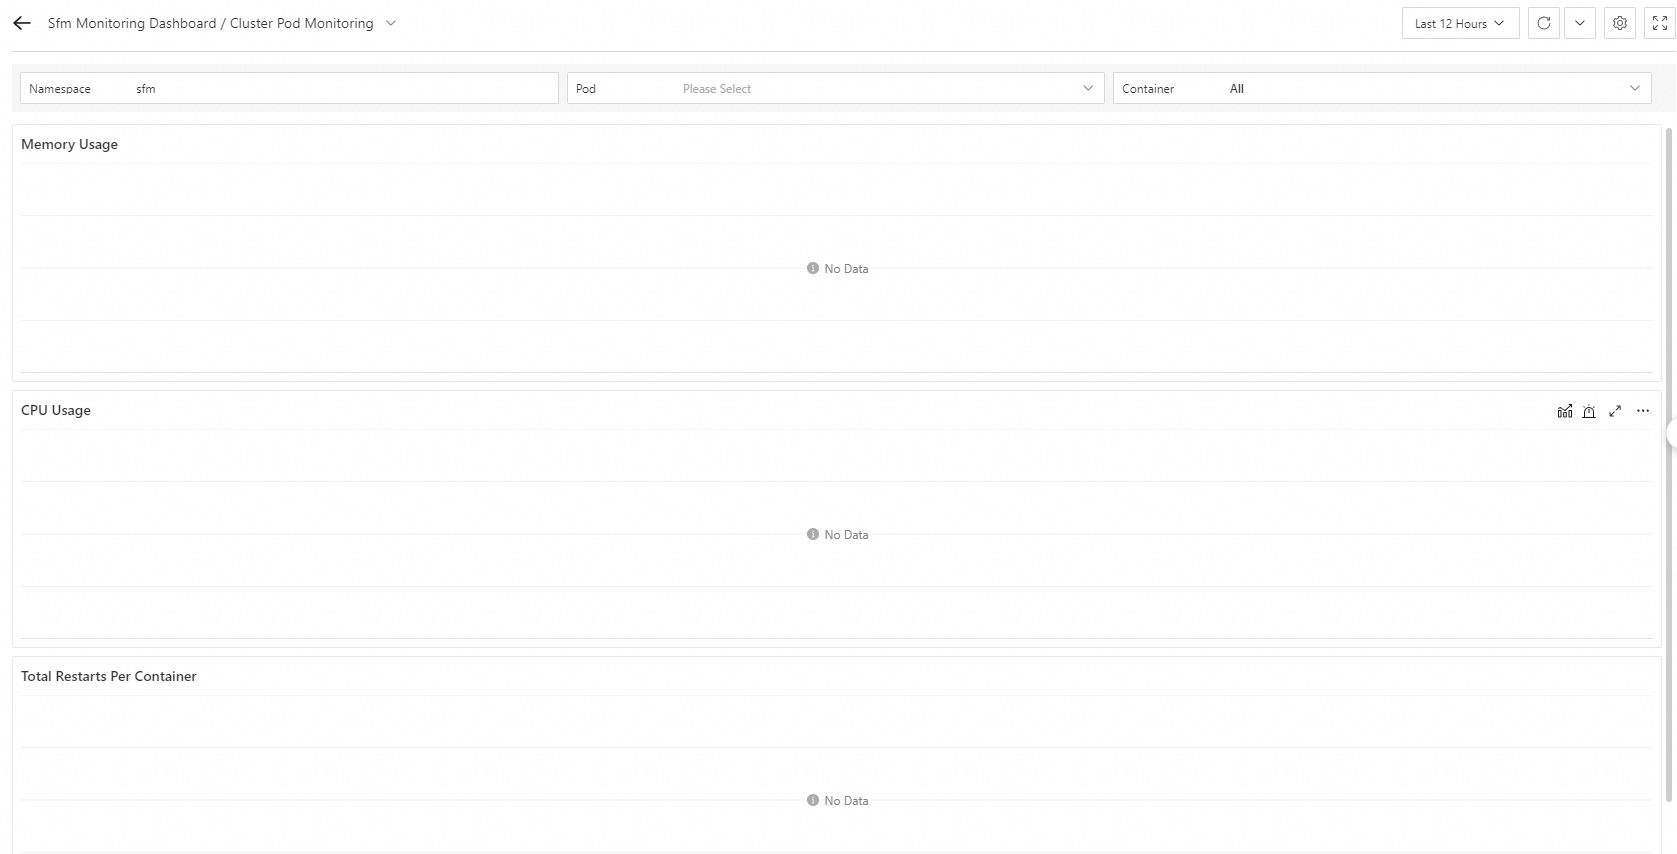 Sfm Monitoring Dashboard / Cluster Pod Monitoring
Last 12 Hours
Namespace sfm
Pod Please Select
Container All
Memory Usage
No Data
CPU Usage
No Data
Total Restarts Per Container
No Data